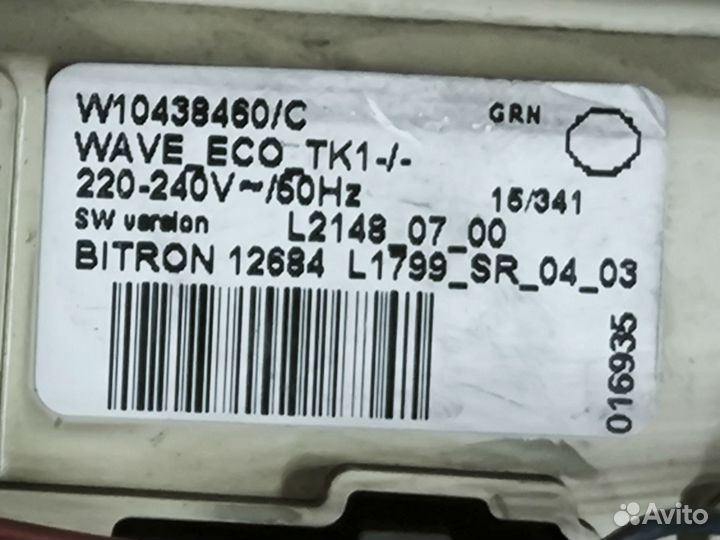 W10438460/C GRN
WAVE_ECO_TK1-/-
220-240V~/50Hz 15/341
SW version L2148_07_00
BITRON 12684 L1799_SR_04_03
016935
Avito